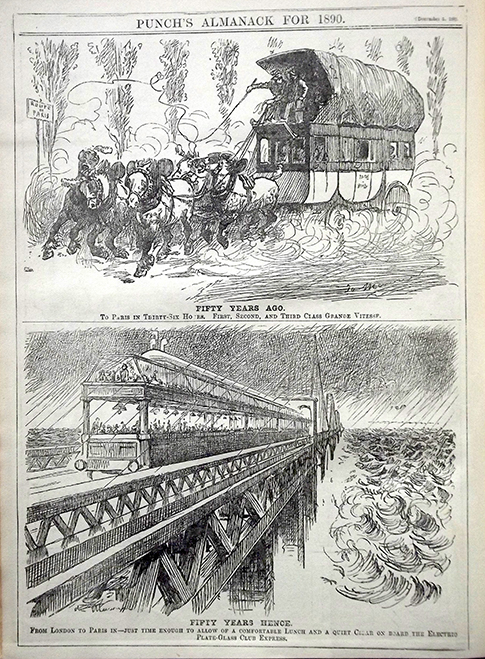 PUNCH'S ALMANACK FOR 1890.
ROUTE
PARIS
FIFTY YEARS AGO.
TO PARIS IN THIRTY-SIX HOURS. FIRST, SECOND, AND THIRD CLASS GRANDE VITESSE.
FIFTY YEARS HENCE.
FROM LONDON TO PARIS IN—JUST TIME ENOUGH TO ALLOW OF A COMFORTABLE LUNCH AND A QUIET CIGAR ON BOARD THE ELECTRIC
PLATE-GLASS CLUB EXPRESS.